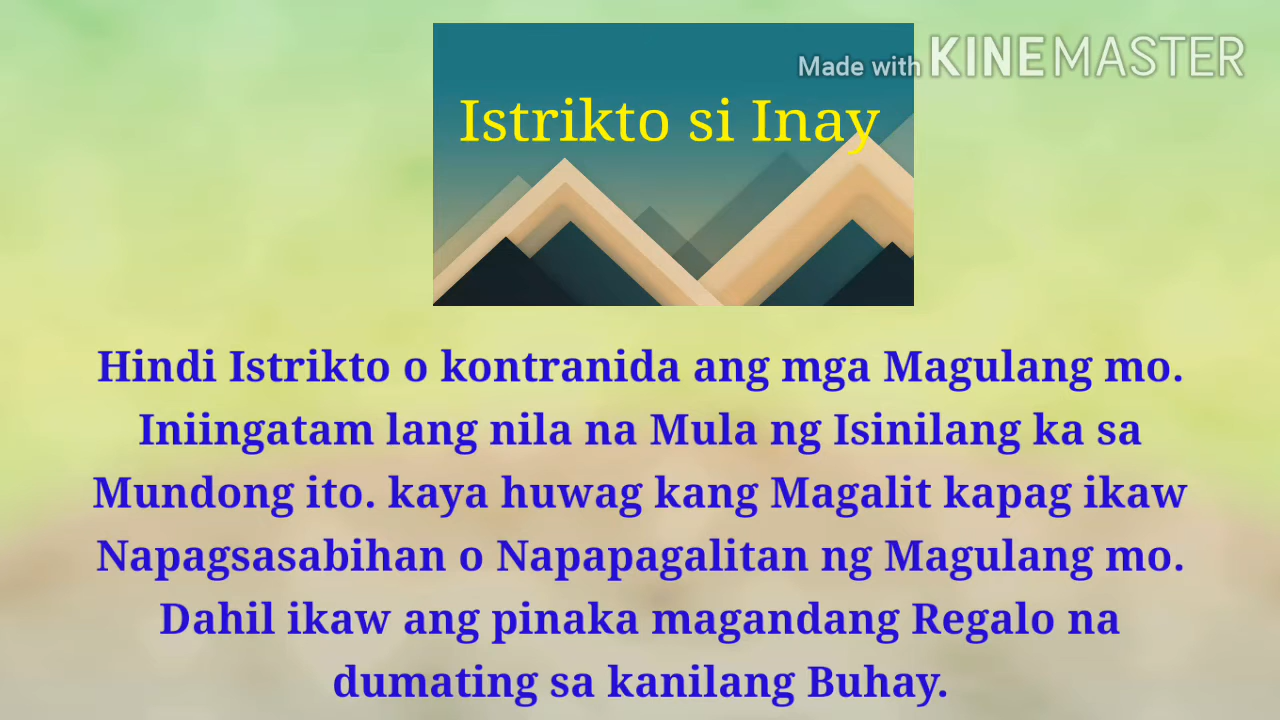 Made with KINEMASTER
Istrikto si Inay
Hindi Istrikto o kontranida ang mga Magulang mo.
Iniingatam lang nila na Mula ng Isinilang ka sa
Mundong ito. kaya huwag kang Magalit kapag ikaw
Napagsasabihan o Napapagalitan ng Magulang mo.
Dahil ikaw ang pinaka magandang Regalo na
dumating sa kanilang Buhay.